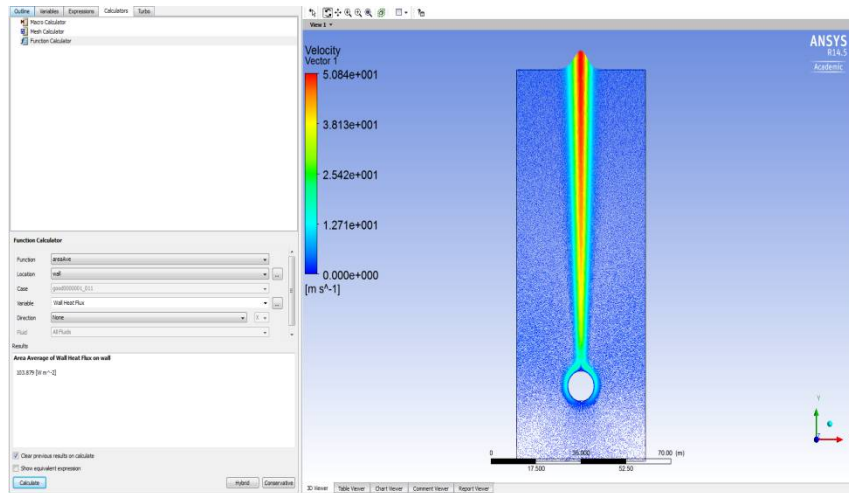 Outline Variables Expressions Calculators Turbo
Macro Calculator
Mesh Calculator
Function Calculator
Function Calculator
Function areaAve
Location wall
Case
Variable Wall Heat Flux
Direction None X
Fluid All Fluids
Results
Area Average of Wall Heat Flux on wall
103.879 [W m^-2]
Clear previous results on calculate
Show equivalent expression
Calculate Hybrid Conservative
View 1
Velocity
Vector 1
5.084e+001
3.813e+001
2.542e+001
1.271e+001
0.000e+000
[m s^-1]
ANSYS
R14.5
Academic
Y
0 35.000 70.00 (m)
17.500 52.50
3D Viewer Table Viewer Chart Viewer Comment Viewer Report Viewer